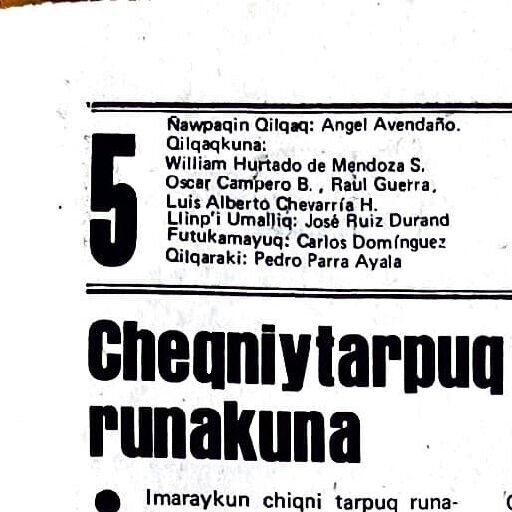 5
Ñawpaqin Qilqaq: Angel Avendaño.
Qilqaqkuna:
William Hurtado de Mendoza S.
Oscar Campero B. , Raúl Guerra,
Luis Alberto Chevarría H.
Llinp'i Umalliq: José Ruiz Durand
Futukamayuq: Carlos Domínguez
Qilqaraki: Pedro Parra Ayala
Cheqniytarpuq
runakuna
● Imaraykun chiqni tarpuq runa-